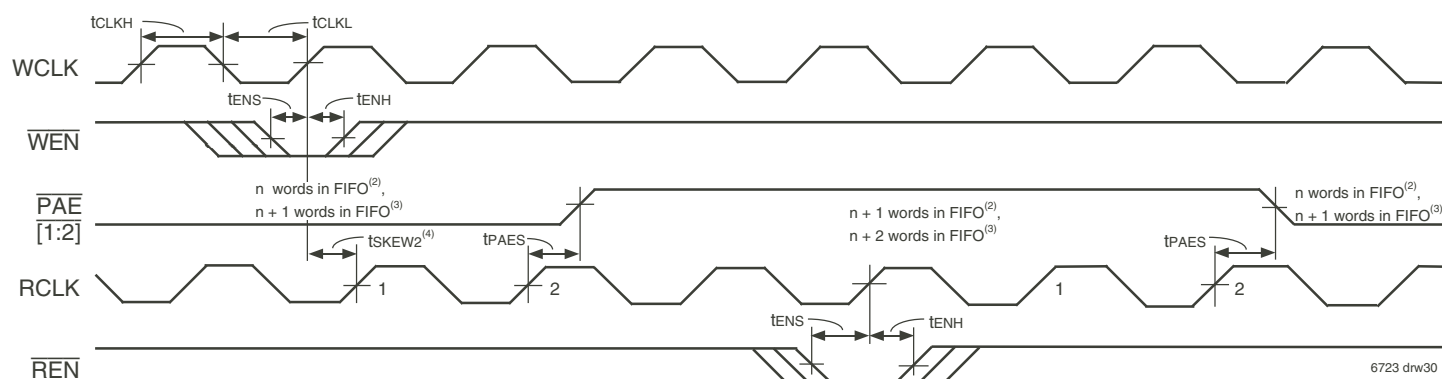 tCLKH
tCLKL
WCLK
tENS
tENH
WEN
n words in FIFO(2),
n + 1 words in FIFO(3)
PAE
[1:2]
n + 1 words in FIFO(2),
n + 2 words in FIFO(3)
n words in FIFO(2),
n + 1 words in FIFO(3)
tSKEW2(4)
tPAES
tPAES
RCLK
1
2
1
2
tENS
tENH
REN
6723 drw30